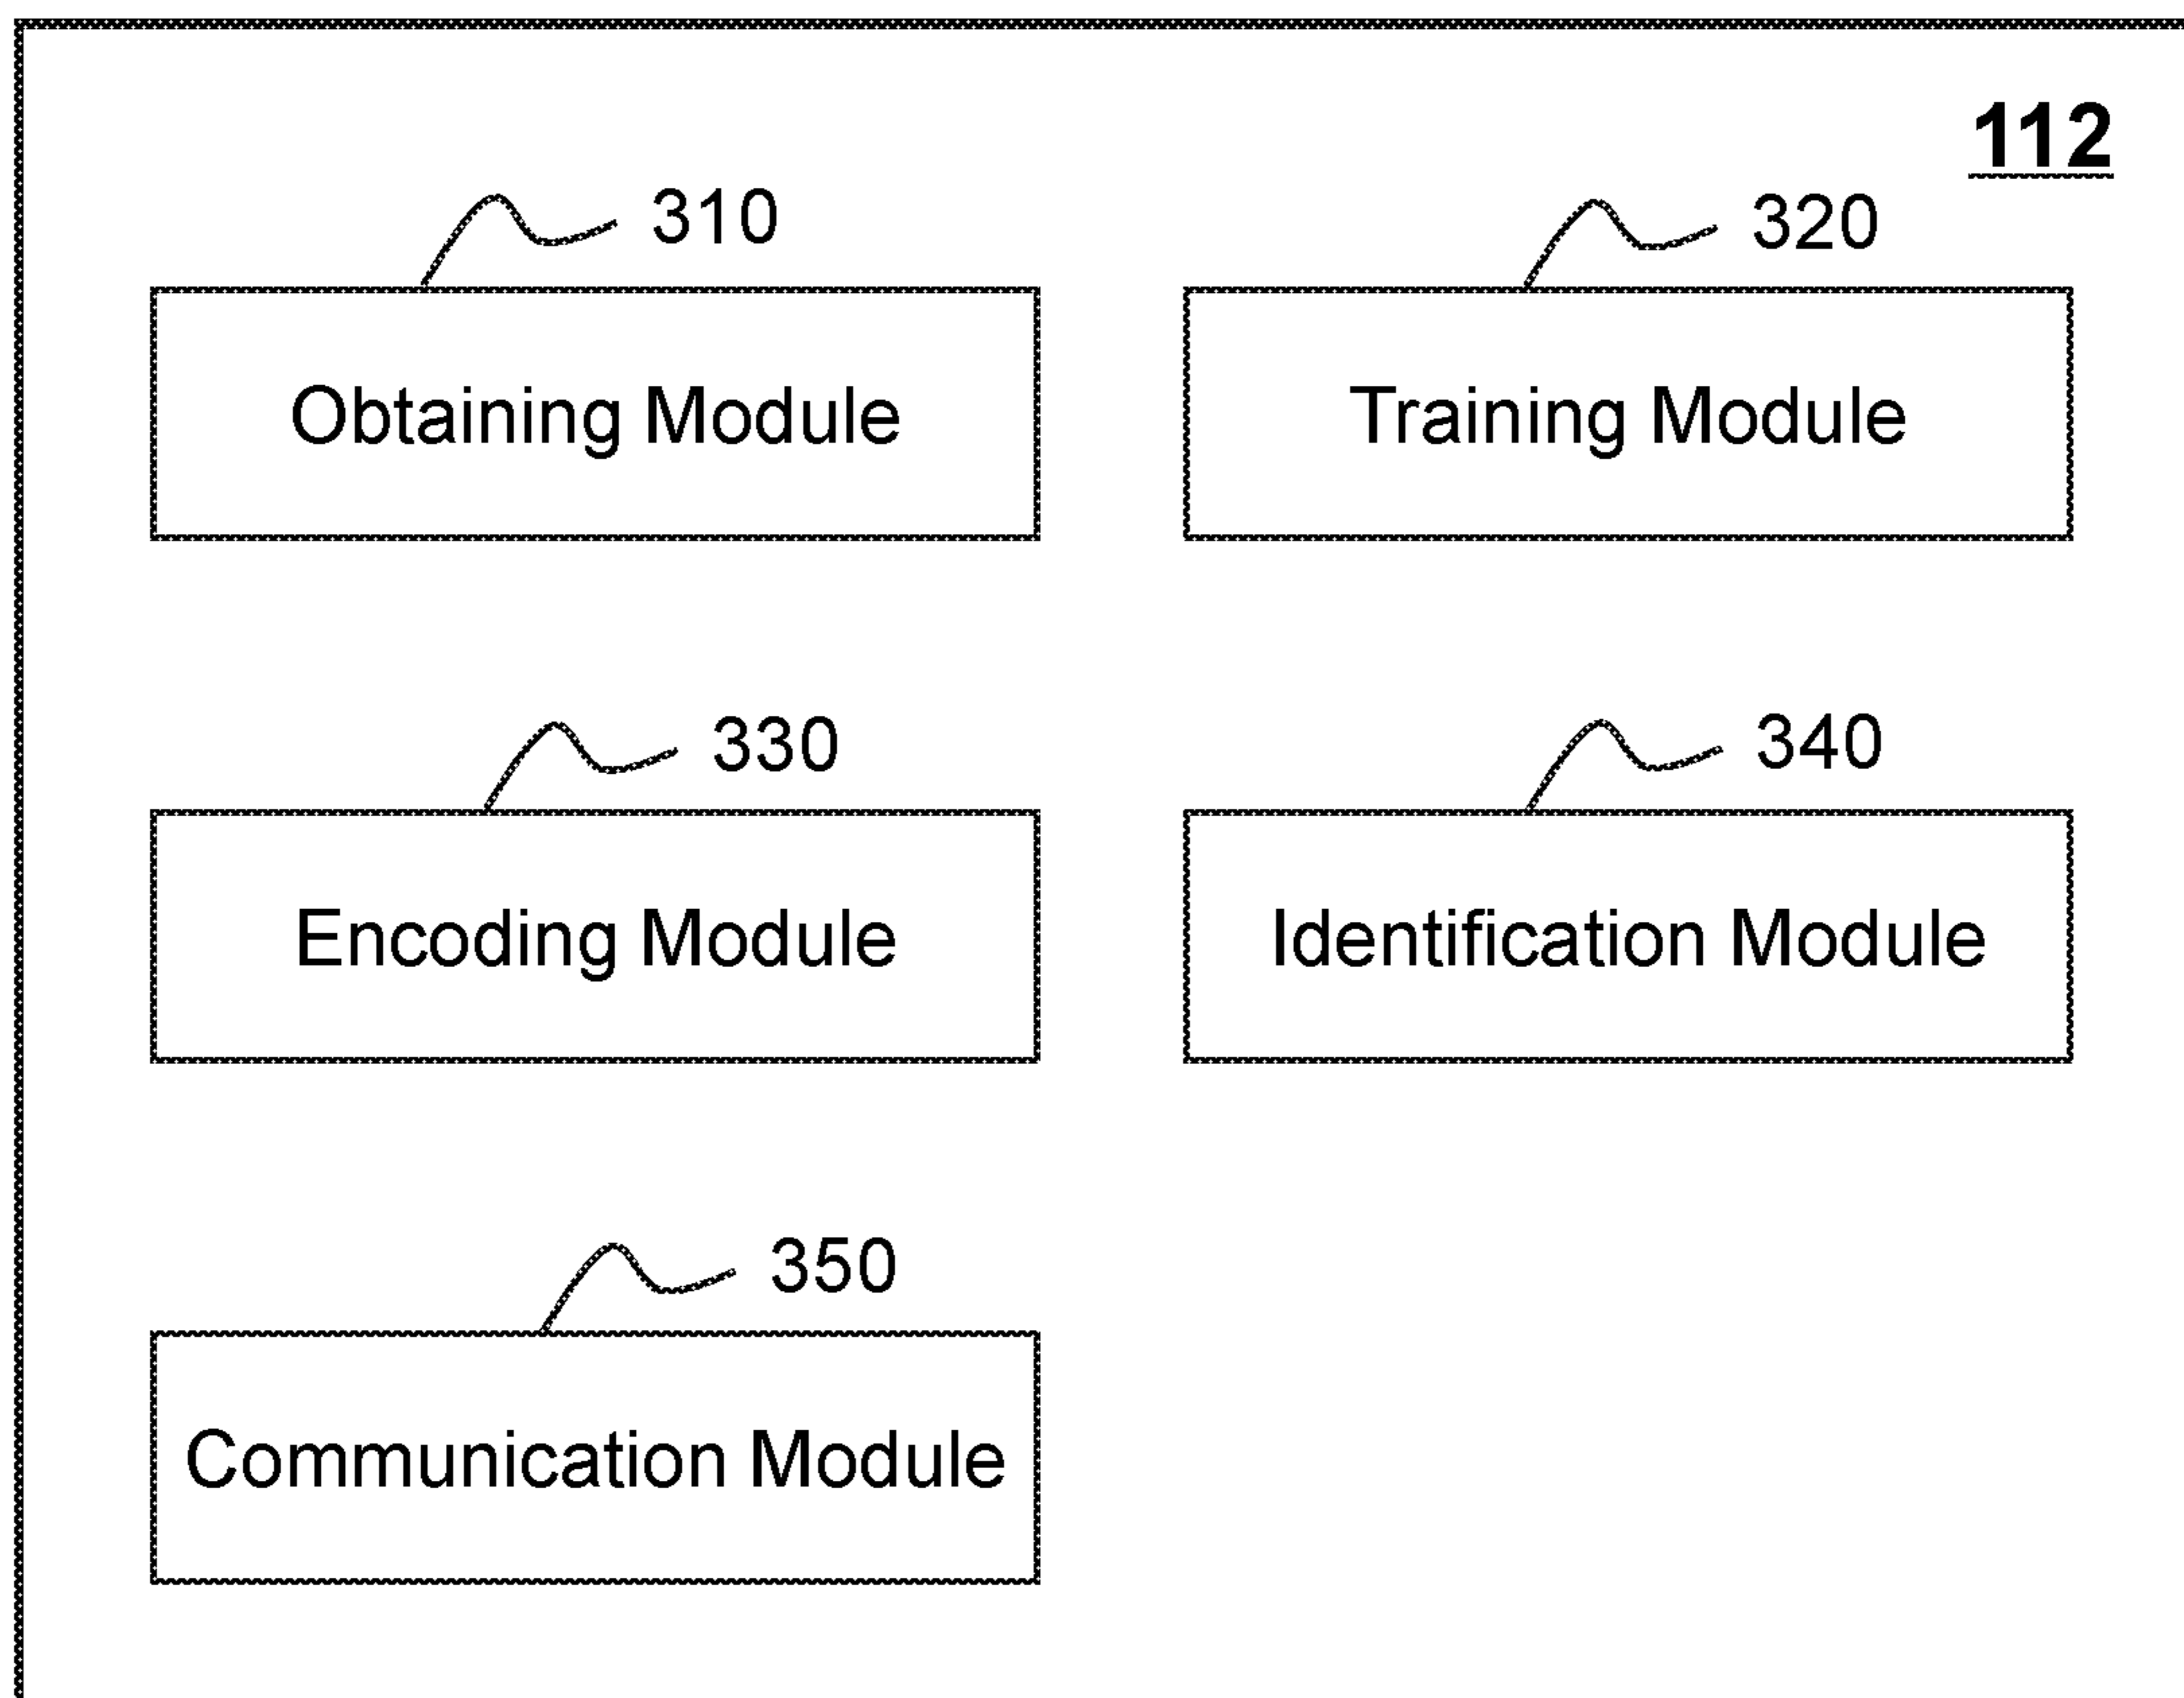 112
310
320
Obtaining Module
Training Module
330
340
Encoding Module
Identification Module
350
Communication Module